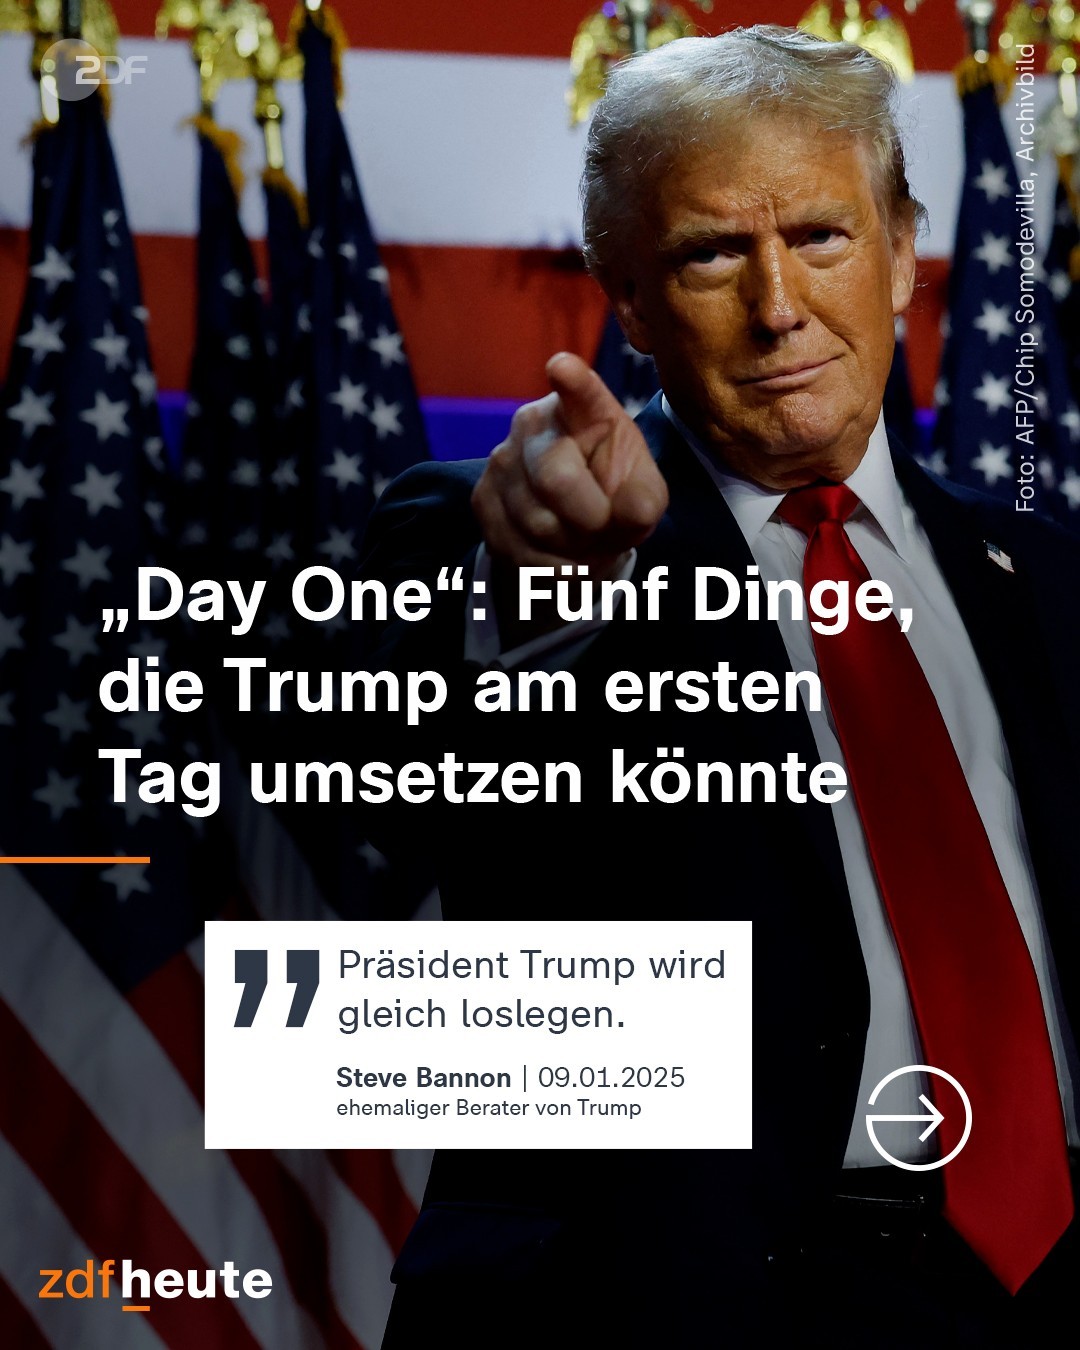 ZDF
Foto: AFP/Chip Somodevilla, Archivbild
„Day One“: Fünf Dinge,
die Trump am ersten
Tag umsetzen könnte
” Präsident Trump wird
gleich loslegen.
Steve Bannon | 09.01.2025
ehemaliger Berater von Trump
zdfheute